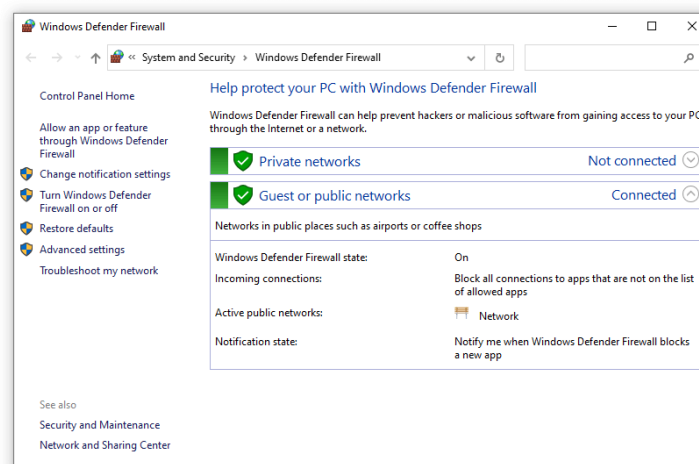 Windows Defender Firewall
« System and Security › Windows Defender Firewall
Control Panel Home
Allow an app or feature
through Windows Defender
Firewall
Change notification settings
Turn Windows Defender
Firewall on or off
Restore defaults
Advanced settings
Troubleshoot my network
See also
Security and Maintenance
Network and Sharing Center
Help protect your PC with Windows Defender Firewall
Windows Defender Firewall can help prevent hackers or malicious software from gaining access to your PC
through the Internet or a network.
Private networks Not connected
Guest or public networks Connected
Networks in public places such as airports or coffee shops
Windows Defender Firewall state: On
Incoming connections: Block all connections to apps that are not on the list
of allowed apps
Active public networks: Network
Notification state: Notify me when Windows Defender Firewall blocks
a new app